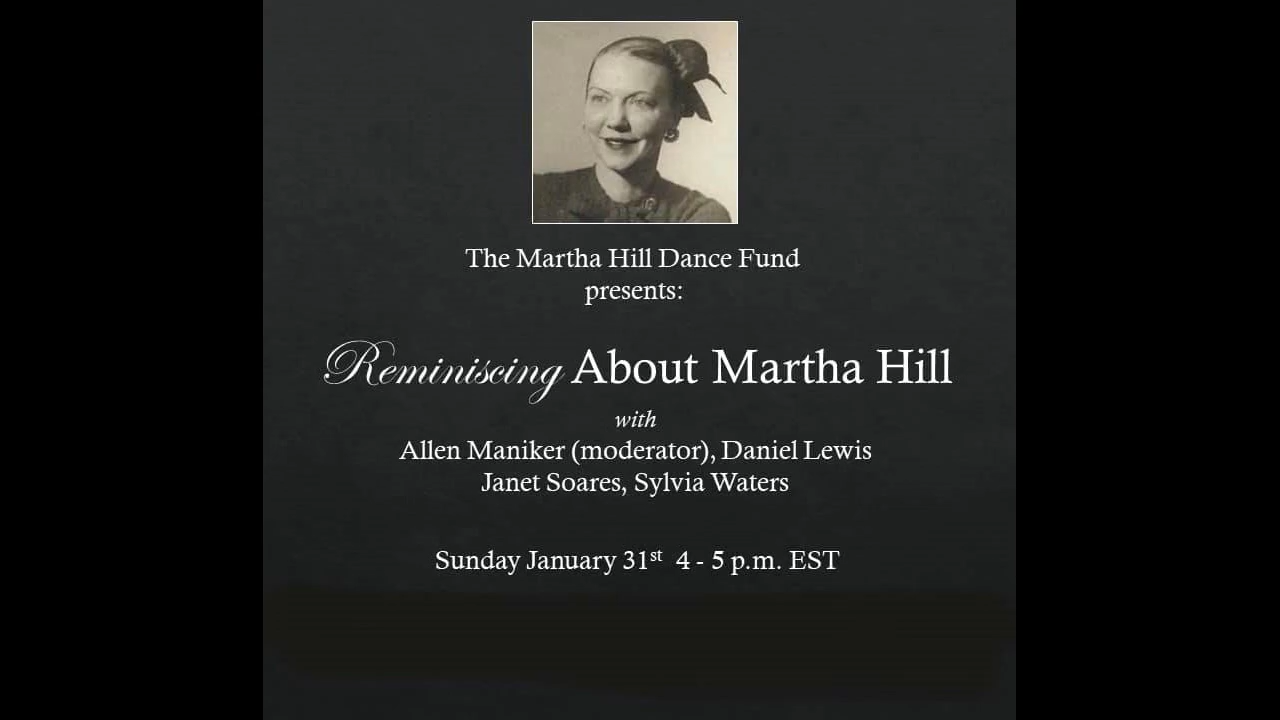 The Martha Hill Dance Fund
presents:
Reminiscing About Martha Hill
with
Allen Maniker (moderator), Daniel Lewis
Janet Soares, Sylvia Waters
Sunday January 31st 4 - 5 p.m. EST